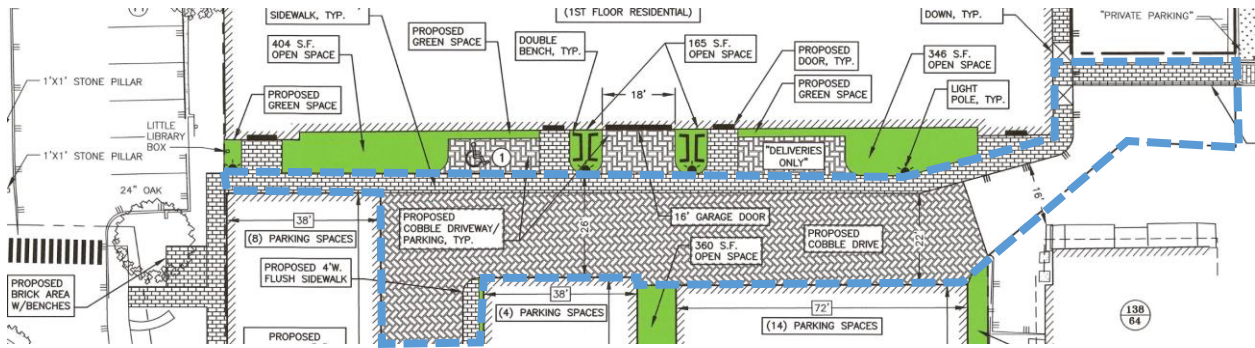 SIDEWALK, TYP.
(1ST FLOOR RESIDENTIAL)
DOWN, TYP.
"PRIVATE PARKING"
404 S.F.
OPEN SPACE
PROPOSED
GREEN SPACE
DOUBLE
BENCH, TYP.
165 S.F.
OPEN SPACE
PROPOSED
DOOR, TYP.
346 S.F.
OPEN SPACE
1'X1' STONE PILLAR
PROPOSED
GREEN SPACE
18'
PROPOSED
GREEN SPACE
LIGHT
POLE, TYP.
LITTLE
LIBRARY
BOX
1
"DELIVERIES
ONLY"
1'X1' STONE PILLAR
24" OAK
16'
38'
(8) PARKING SPACES
PROPOSED
COBBLE DRIVEWAY/
PARKING, TYP.
26'
16' GARAGE DOOR
PROPOSED
COBBLE DRIVE
22'
360 S.F.
OPEN SPACE
PROPOSED 4'W.
FLUSH SIDEWALK
PROPOSED
BRICK AREA
W/BENCHES
38'
(4) PARKING SPACES
72'
(14) PARKING SPACES
138
64
PROPOSED